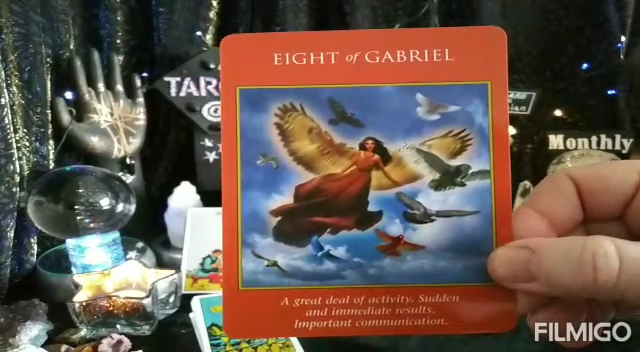 EIGHT of GABRIEL
TAR
@
Monthly
A great deal of activity. Sudden
and immediate results.
Important communication.
FILMIGO